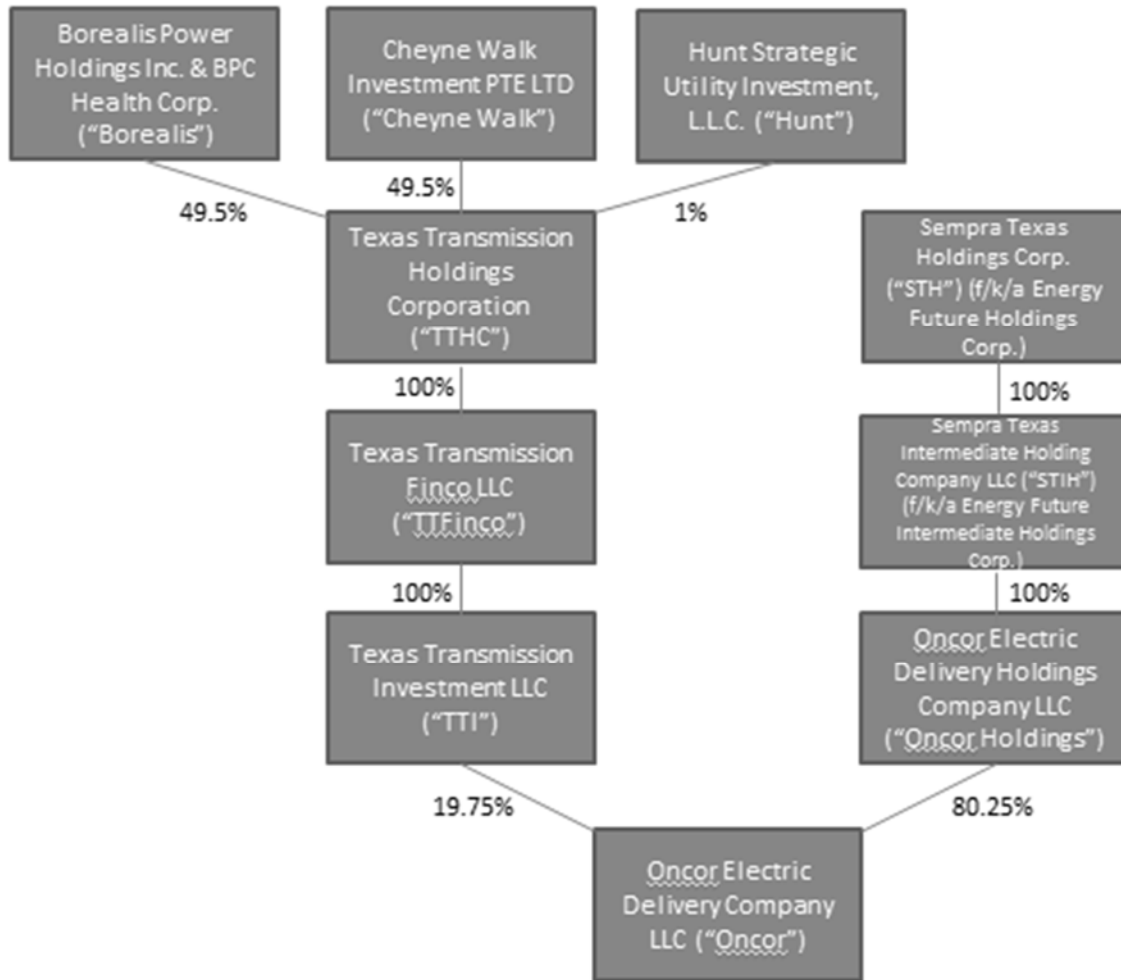 Borealis Power
Holdings Inc. & BPC
Health Corp.
("Borealis")
Cheyne Walk
Investment PTE LTD
("Cheyne Walk")
Hunt Strategic
Utility Investment,
L.L.C. ("Hunt")
49.5%
49.5%
1%
Texas Transmission
Holdings
Corporation
("TTHC")
Sempra Texas
Holdings Corp.
("STH") (f/k/a Energy
Future Holdings
Corp.)
100%
100%
Texas Transmission
Finco LLC
("TTFinco")
Sempra Texas
Intermediate Holding
Company LLC ("STIH")
(f/k/a Energy Future
Intermediate Holdings
Corp.)
100%
100%
Texas Transmission
Investment LLC
("TTI")
Oncor Electric
Delivery Holdings
Company LLC
("Oncor Holdings")
19.75%
80.25%
Oncor Electric
Delivery Company
LLC ("Oncor")